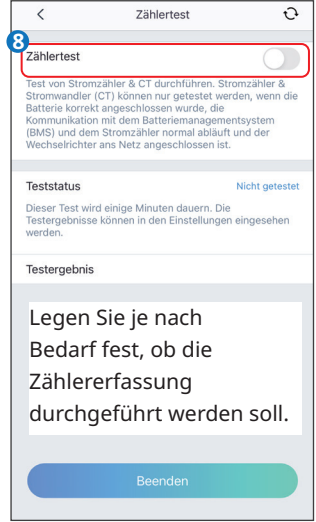 Zählertest
8
Zählertest
Test von Stromzähler & CT durchführen. Stromzähler &
Stromwandler (CT) können nur getestet werden, wenn die
Batterie korrekt angeschlossen wurde, die
Kommunikation mit dem Batteriemanagementsystem
(BMS) und dem Stromzähler normal abläuft und der
Wechselrichter ans Netz angeschlossen ist.
Teststatus Nicht getestet
Dieser Test wird einige Minuten dauern. Die
Testergebnisse können in den Einstellungen eingesehen
werden.
Testergebnis
Legen Sie je nach
Bedarf fest, ob die
Zählererfassung
durchgeführt werden soll.
Beenden